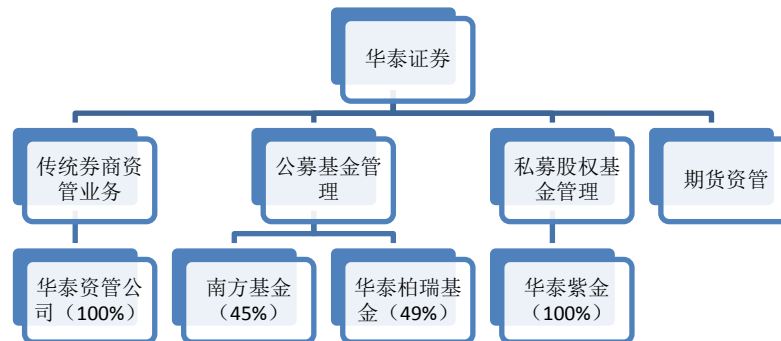 华泰证券
传统券商资
管业务
公募基金管
理
私募股权基
金管理
期货资管
华泰资管公
司（100%）
南方基金
（45%）
华泰柏瑞基
金（49%）
华泰紫金
（100%）